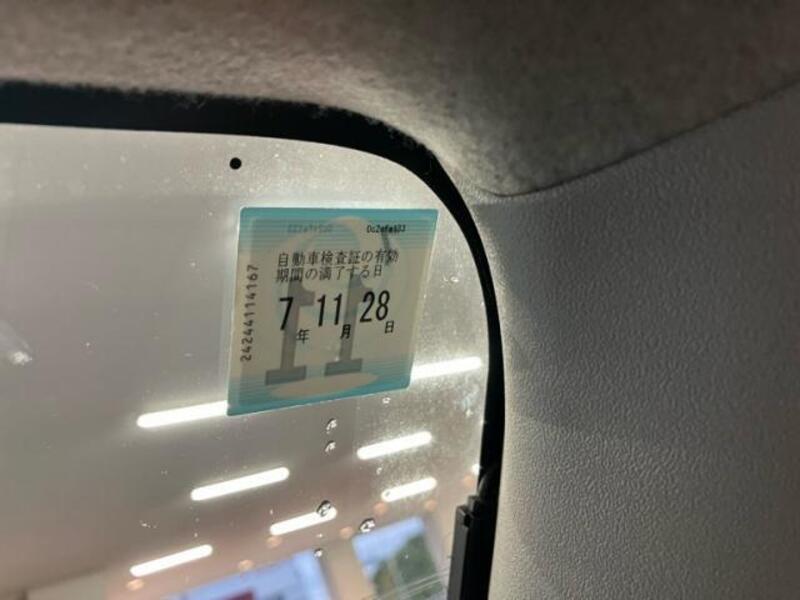 自動車検査証の有効
期間の満了する日
7年 11月 28日
24244114167